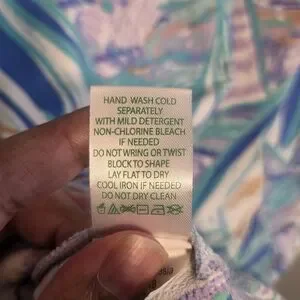 HAND WASH COLD
SEPARATELY
WITH MILD DETERGENT
NON-CHLORINE BLEACH
IF NEEDED
DO NOT WRING OR TWIST
BLOCK TO SHAPE
LAY FLAT TO DRY
COOL IRON IF NEEDED
DO NOT DRY CLEAN